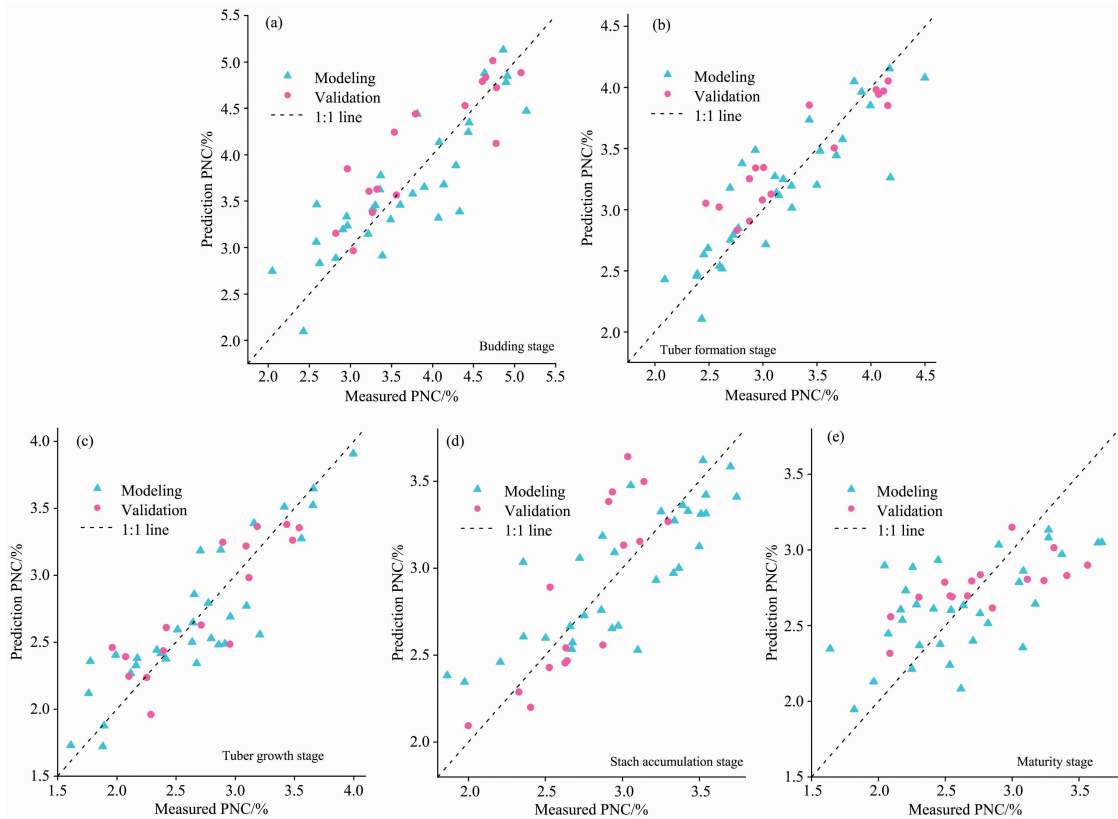 (a)
5.5
5.0
4.5
4.0
3.5
3.0
2.5
2.0
Prediction PNC/%
Modeling
Validation
1:1 line
Budding stage
2.0 2.5 3.0 3.5 4.0 4.5 5.0 5.5
Measured PNC/%
(b)
4.5
4.0
3.5
3.0
2.5
2.0
Prediction PNC/%
Modeling
Validation
1:1 line
Tuber formation stage
2.0 2.5 3.0 3.5 4.0 4.5
Measured PNC/%
(c)
4.0
3.5
3.0
2.5
2.0
1.5
Prediction PNC/%
Modeling
Validation
1:1 line
Tuber growth stage
1.5 2.0 2.5 3.0 3.5 4.0
Measured PNC/%
(d)
3.5
3.0
2.5
2.0
Prediction PNC/%
Modeling
Validation
1:1 line
Stach accumulation stage
2.0 2.5 3.0 3.5
Measured PNC/%
(e)
3.5
3.0
2.5
2.0
1.5
Prediction PNC/%
Modeling
Validation
1:1 line
Maturity stage
1.5 2.0 2.5 3.0 3.5
Measured PNC/%